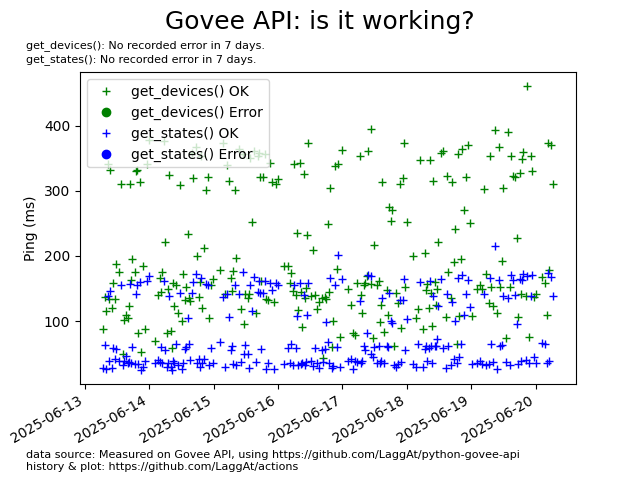 Govee API: is it working?
get_devices(): No recorded error in 7 days.
get_states(): No recorded error in 7 days.
get_devices() OK
get_devices() Error
get_states() OK
get_states() Error
Ping (ms)
400
300
200
100
2025-06-13
2025-06-14
2025-06-15
2025-06-16
2025-06-17
2025-06-18
2025-06-19
2025-06-20
data source: Measured on Govee API, using https://github.com/LaggAt/python-govee-api
history & plot: https://github.com/LaggAt/actions